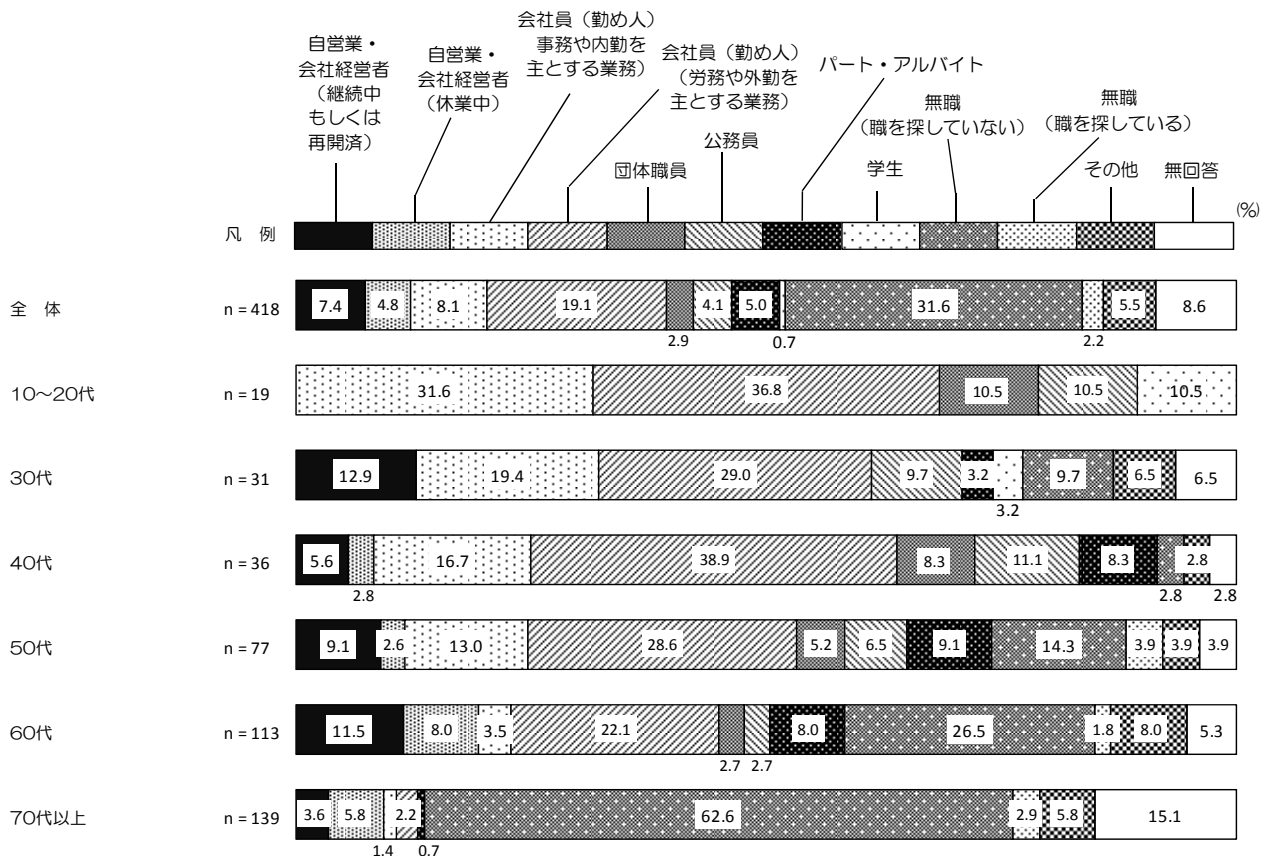 自営業・
会社経営者
（継続中
もしくは
再開済）
自営業・
会社経営者
（休業中）
会社員（勤め人）
事務や内勤を
主とする業務）
会社員（勤め人）
（労務や外勤を
主とする業務）
団体職員
公務員
パート・アルバイト
学生
無職
（職を探していない）
無職
（職を探している）
その他
無回答
(%)
凡 例
全 体 n = 418 7.4 4.8 8.1 19.1 4.1 5.0 31.6 5.5 8.6
2.9 0.7 2.2
10～20代 n = 19 31.6 36.8 10.5 10.5 10.5
30代 n = 31 12.9 19.4 29.0 9.7 3.2 9.7 6.5 6.5
3.2
40代 n = 36 5.6 16.7 38.9 8.3 11.1 8.3 2.8
2.8 2.8 2.8
50代 n = 77 9.1 2.6 13.0 28.6 5.2 6.5 9.1 14.3 3.9 3.9 3.9
60代 n = 113 11.5 8.0 3.5 22.1 8.0 26.5 1.8 8.0 5.3
2.7 2.7
70代以上 n = 139 3.6 5.8 2.2 62.6 2.9 5.8 15.1
1.4 0.7